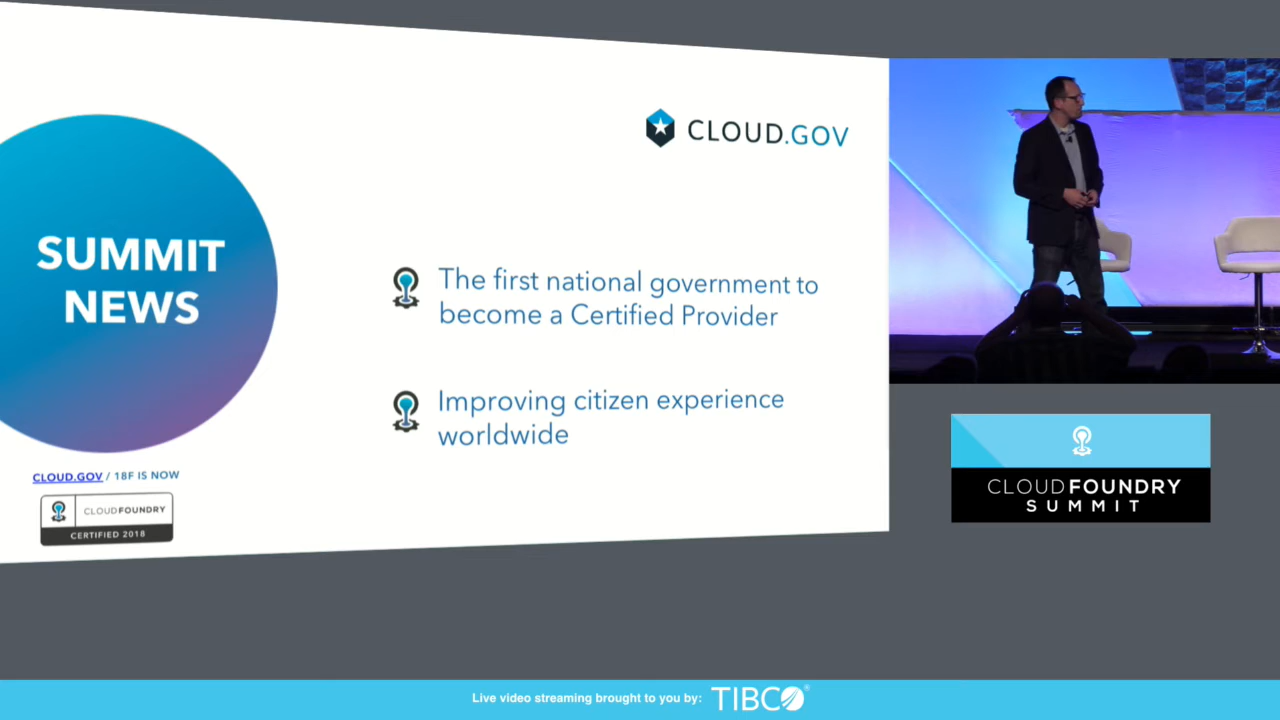 CLOUD.GOV
SUMMIT
NEWS
The first national government to
become a Certified Provider
Improving citizen experience
worldwide
CLOUD.GOV / 18F IS NOW
CLOUDFOUNDRY
CERTIFIED 2018
CLOUDFOUNDRY
SUMMIT
Live video streaming brought to you by: TIBCO